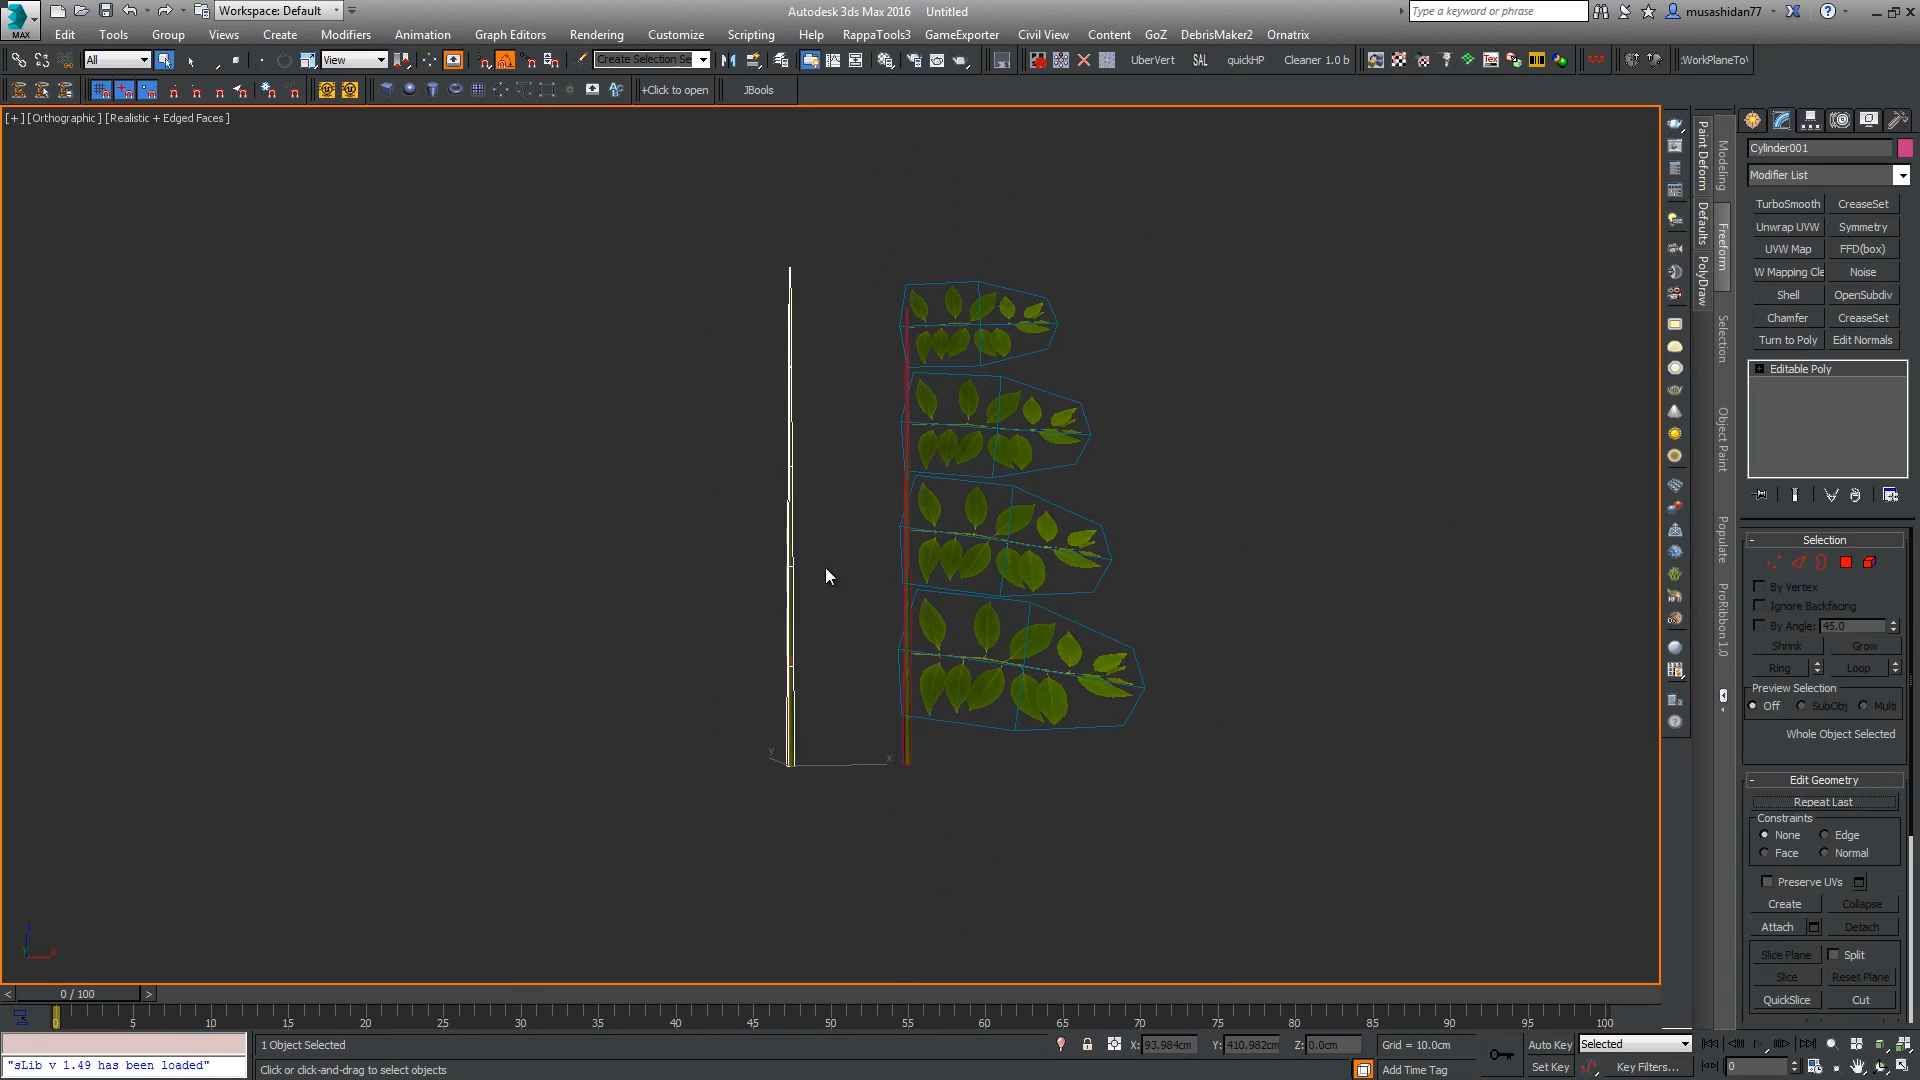 Workspace: Default
Autodesk 3ds Max 2016 Untitled
Type a keyword or phrase
musashidan77
MAX
Edit Tools Group Views Create Modifiers Animation Graph Editors Rendering Customize Scripting Help RappaTools3 GameExporter Civil View Content GoZ DebrisMaker2 Ornatrix
All
View
Create Selection Se
UberVert SAL quickHP Cleaner 1.0 b
:WorkPlaneTo
+Click to open JBools
[+] [Orthographic] [Realistic + Edged Faces]
Paint Deform
Defaults
PolyDraw
Modeling
Freeform
Selection
Object Paint
Populate
ProRibbon 1.0
Cylinder001
Modifier List
TurboSmooth CreaseSet
Unwrap UVW Symmetry
UVW Map FFD(box)
W Mapping Cle Noise
Shell OpenSubdiv
Chamfer CreaseSet
Turn to Poly Edit Normals
Editable Poly
- Selection
By Vertex
Ignore Backfacing
By Angle: 45.0
Shrink Grow
Ring Loop
Preview Selection
Off SubObj Multi
Whole Object Selected
- Edit Geometry
Repeat Last
Constraints
None Edge
Face Normal
Preserve UVs
Create Collapse
Attach Detach
Slice Plane Split
Slice Reset Plane
QuickSlice Cut
y x
z
y x
< 0 / 100 >
0 5 10 15 20 25 30 35 40 45 50 55 60 65 70 75 80 85 90 95 100
1 Object Selected
X: 93.984cm Y: 410.982cm Z: 0.0cm Grid = 10.0cm
Auto Key Selected
"sLib v 1.49 has been loaded"
Click or click-and-drag to select objects
Add Time Tag
Set Key Key Filters... 0